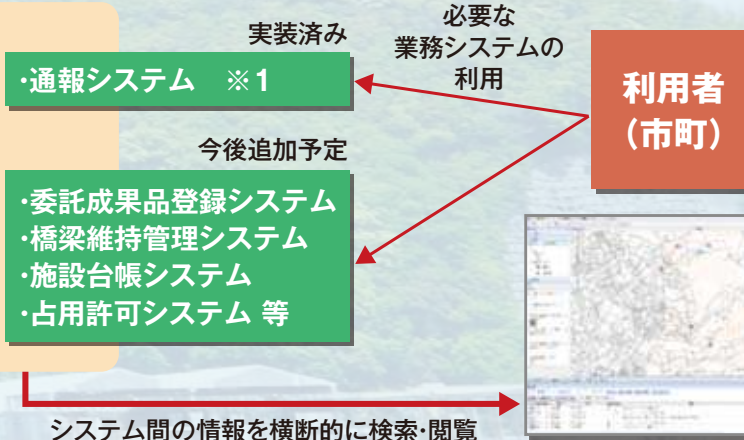 実装済み
・通報システム ※1
必要な
業務システムの
利用
利用者
（市町）
今後追加予定
・委託成果品登録システム
・橋梁維持管理システム
・施設台帳システム
・占用許可システム 等
システム間の情報を横断的に検索・閲覧